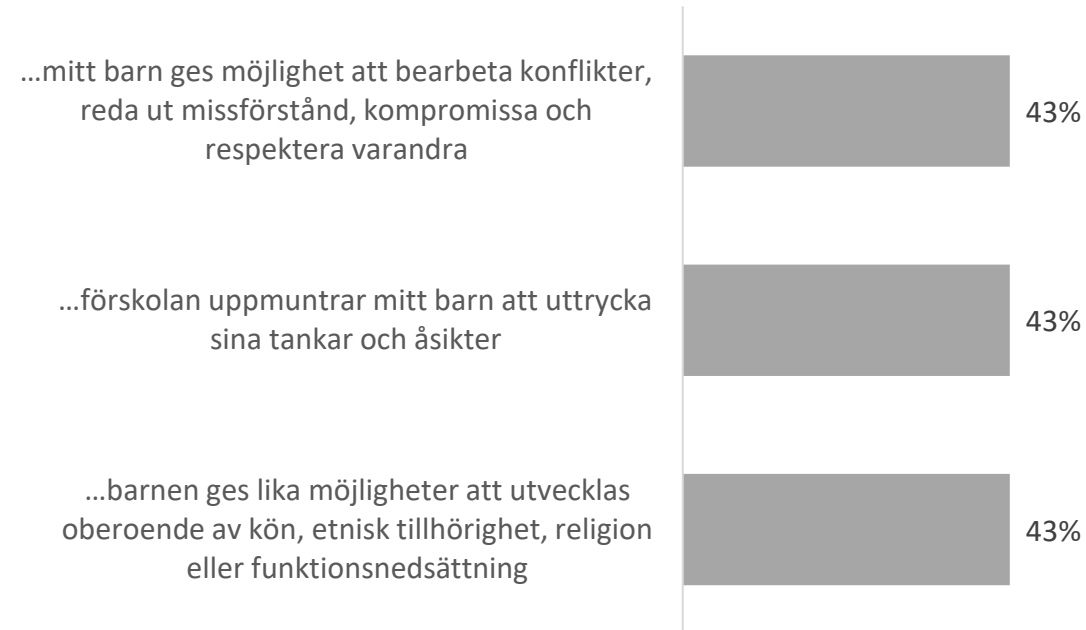 ...mitt barn ges möjlighet att bearbeta konflikter,
reda ut missförstånd, kompromissa och
respektera varandra
43%
...förskolan uppmuntrar mitt barn att uttrycka
sina tankar och åsikter
43%
...barnen ges lika möjligheter att utvecklas
oberoende av kön, etnisk tillhörighet, religion
eller funktionsnedsättning
43%